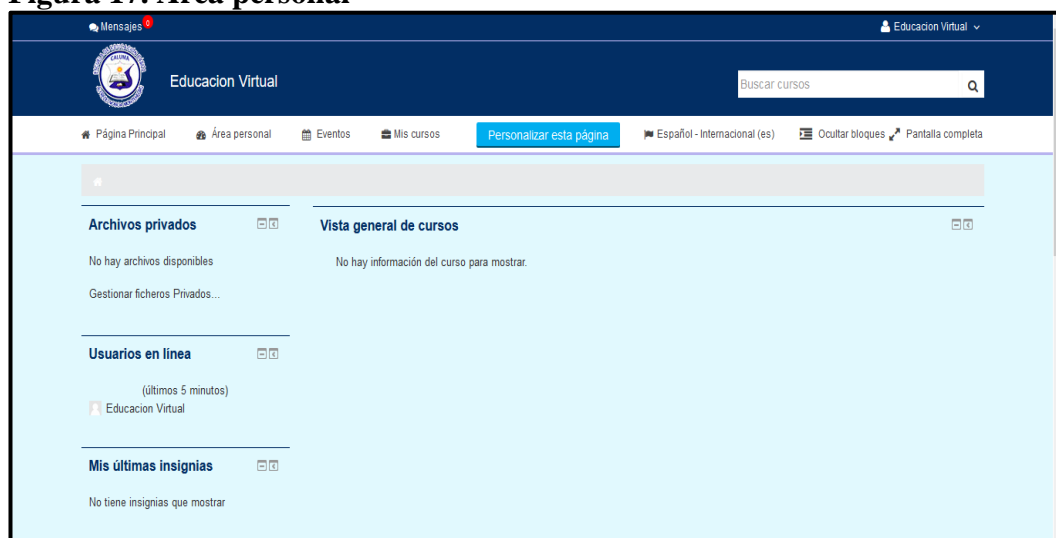 Figura 17. Área personal
Mensajes 0
Educacion Virtual
CALUMA
Educacion Virtual
Buscar cursos
Página Principal Área personal Eventos Mis cursos Personalizar esta página Español - Internacional (es) Ocultar bloques Pantalla completa
Archivos privados
No hay archivos disponibles
Gestionar ficheros Privados...
Vista general de cursos
No hay información del curso para mostrar.
Usuarios en línea
(últimos 5 minutos)
Educacion Virtual
Mis últimas insignias
No tiene insignias que mostrar